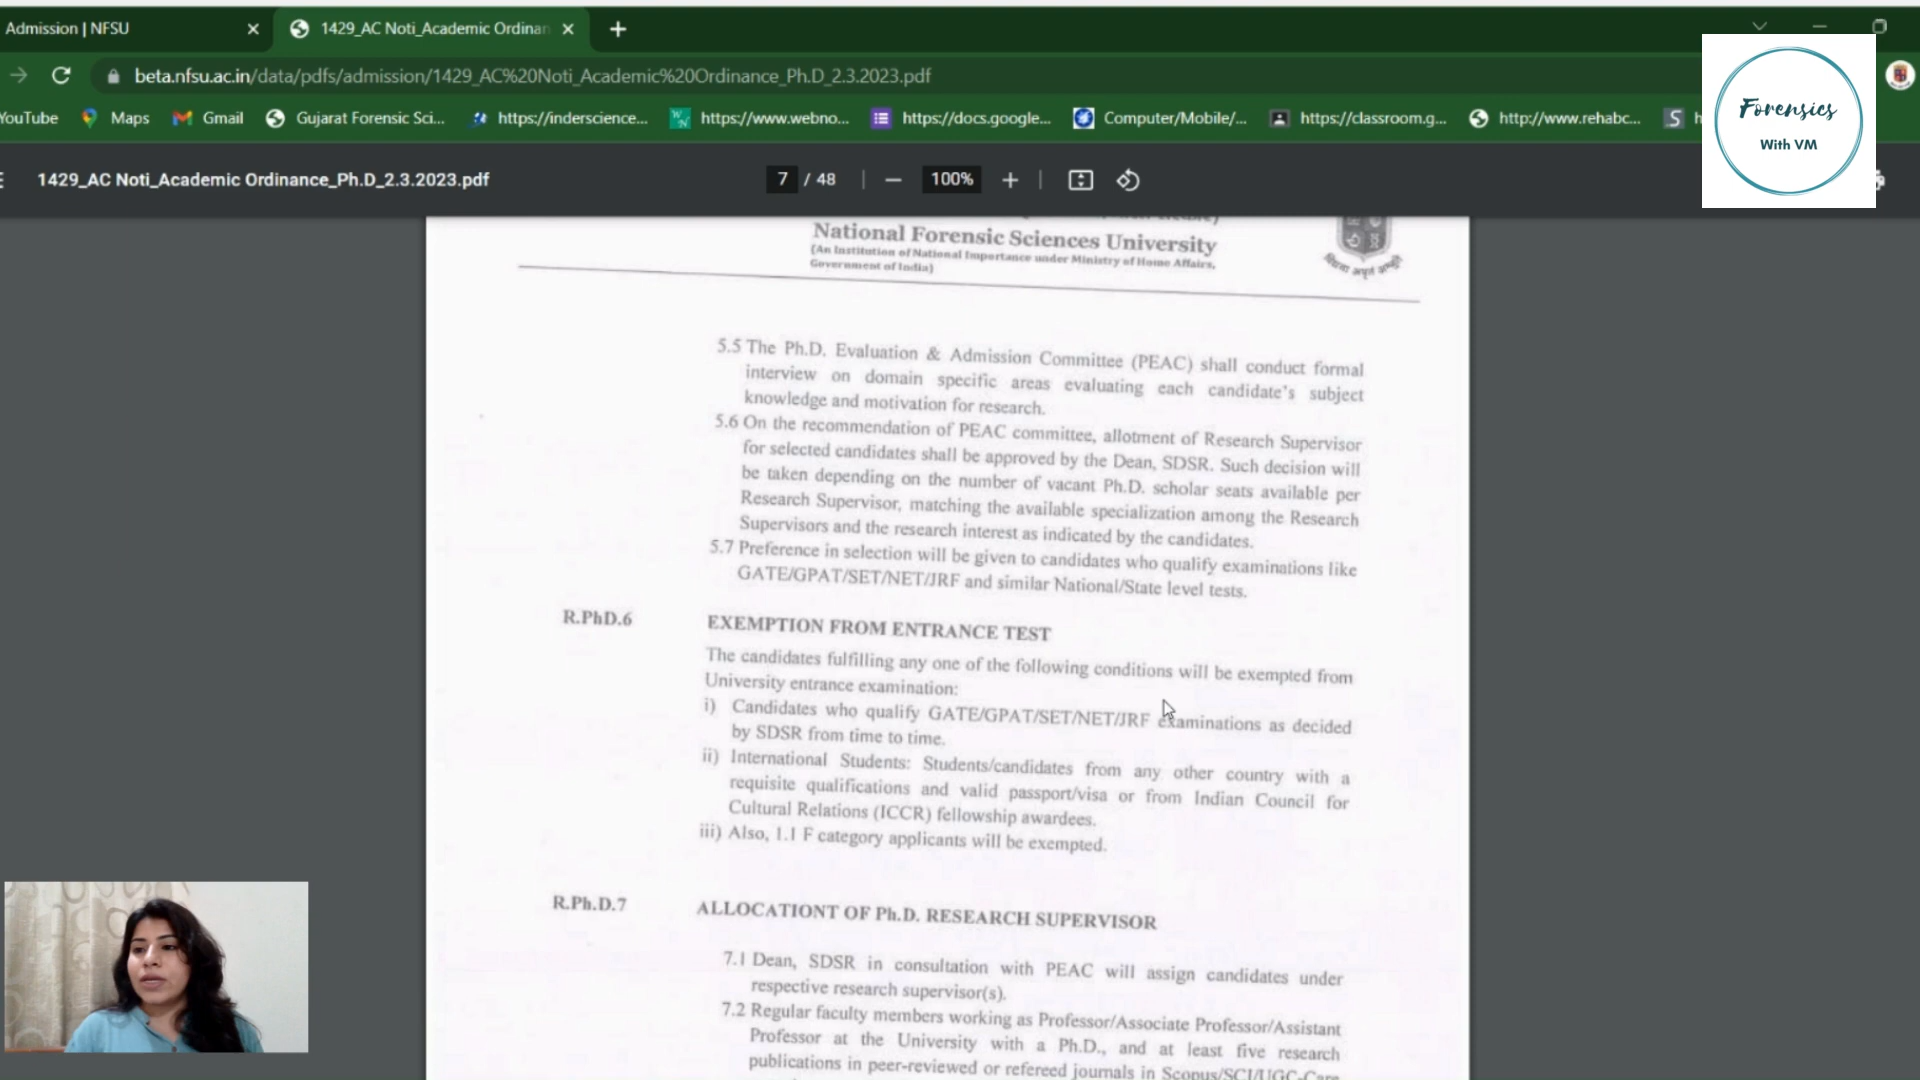 Admission | NFSU
1429_AC Noti_Academic Ordinan
beta.nfsu.ac.in/data/pdfs/admission/1429_AC%20Noti_Academic%20Ordinance_Ph.D_2.3.2023.pdf
YouTube Maps Gmail Gujarat Forensic Sci... https://inderscience... https://www.webno... https://docs.google... Computer/Mobile/... https://classroom.g... http://www.rehabc... S h
Forensics
With VM
1429_AC Noti_Academic Ordinance_Ph.D_2.3.2023.pdf
7 / 48
100%
National Forensic Sciences University
(An Institution of National Importance under Ministry of Home Affairs,
Government of India)
5.5 The Ph.D. Evaluation & Admission Committee (PEAC) shall conduct formal
interview on domain specific areas evaluating each candidate's subject
knowledge and motivation for research.
5.6 On the recommendation of PEAC committee, allotment of Research Supervisor
for selected candidates shall be approved by the Dean, SDSR. Such decision will
be taken depending on the number of vacant Ph.D. scholar seats available per
Research Supervisor, matching the available specialization among the Research
Supervisors and the research interest as indicated by the candidates.
5.7 Preference in selection will be given to candidates who qualify examinations like
GATE/GPAT/SET/NET/JRF and similar National/State level tests.
R.PhD.6 EXEMPTION FROM ENTRANCE TEST
The candidates fulfilling any one of the following conditions will be exempted from
University entrance examination:
i) Candidates who qualify GATE/GPAT/SET/NET/JRF examinations as decided
by SDSR from time to time.
ii) International Students: Students/candidates from any other country with a
requisite qualifications and valid passport/visa or from Indian Council for
Cultural Relations (ICCR) fellowship awardees.
iii) Also, 1.1 F category applicants will be exempted.
R.Ph.D.7 ALLOCATIONT OF Ph.D. RESEARCH SUPERVISOR
7.1 Dean, SDSR in consultation with PEAC will assign candidates under
respective research supervisor(s).
7.2 Regular faculty members working as Professor/Associate Professor/Assistant
Professor at the University with a Ph.D., and at least five research
publications in peer-reviewed or refereed journals in Scopus/SCI/UGC-Care